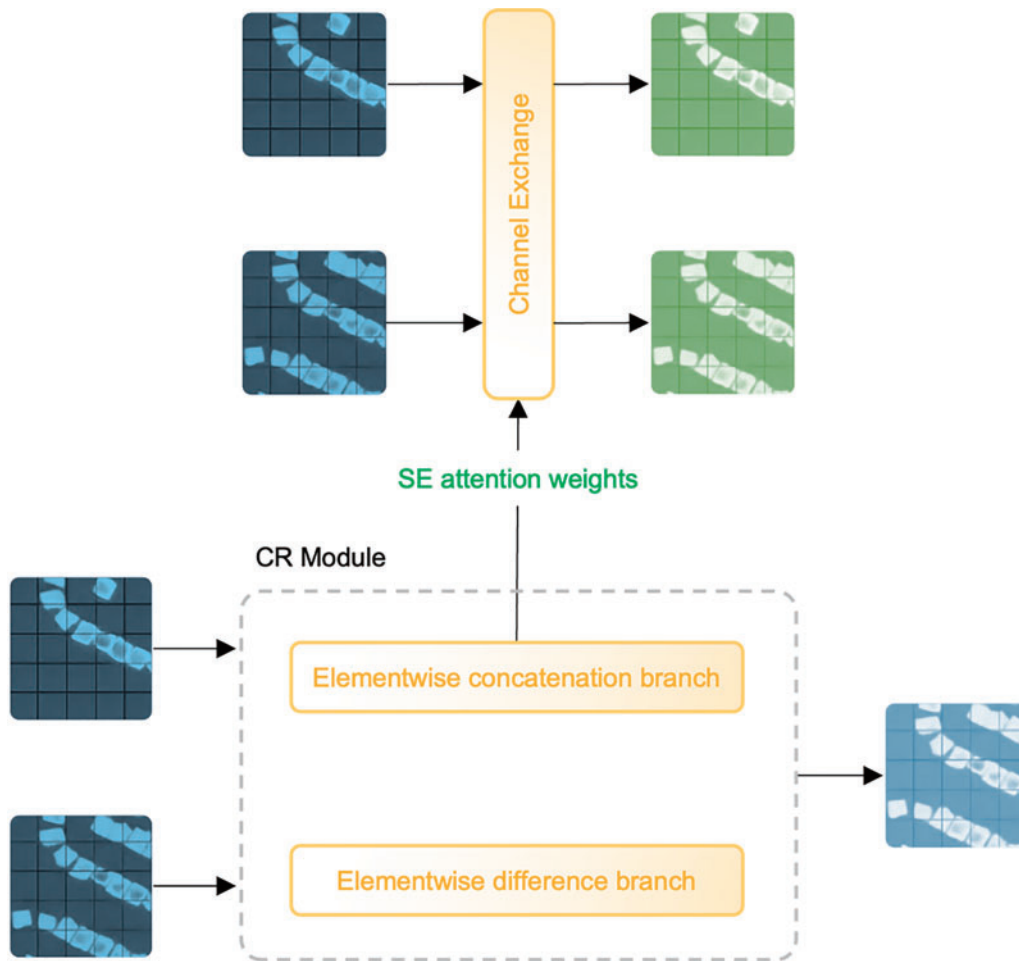 Channel Exchange
SE attention weights
CR Module
Elementwise concatenation branch
Elementwise difference branch